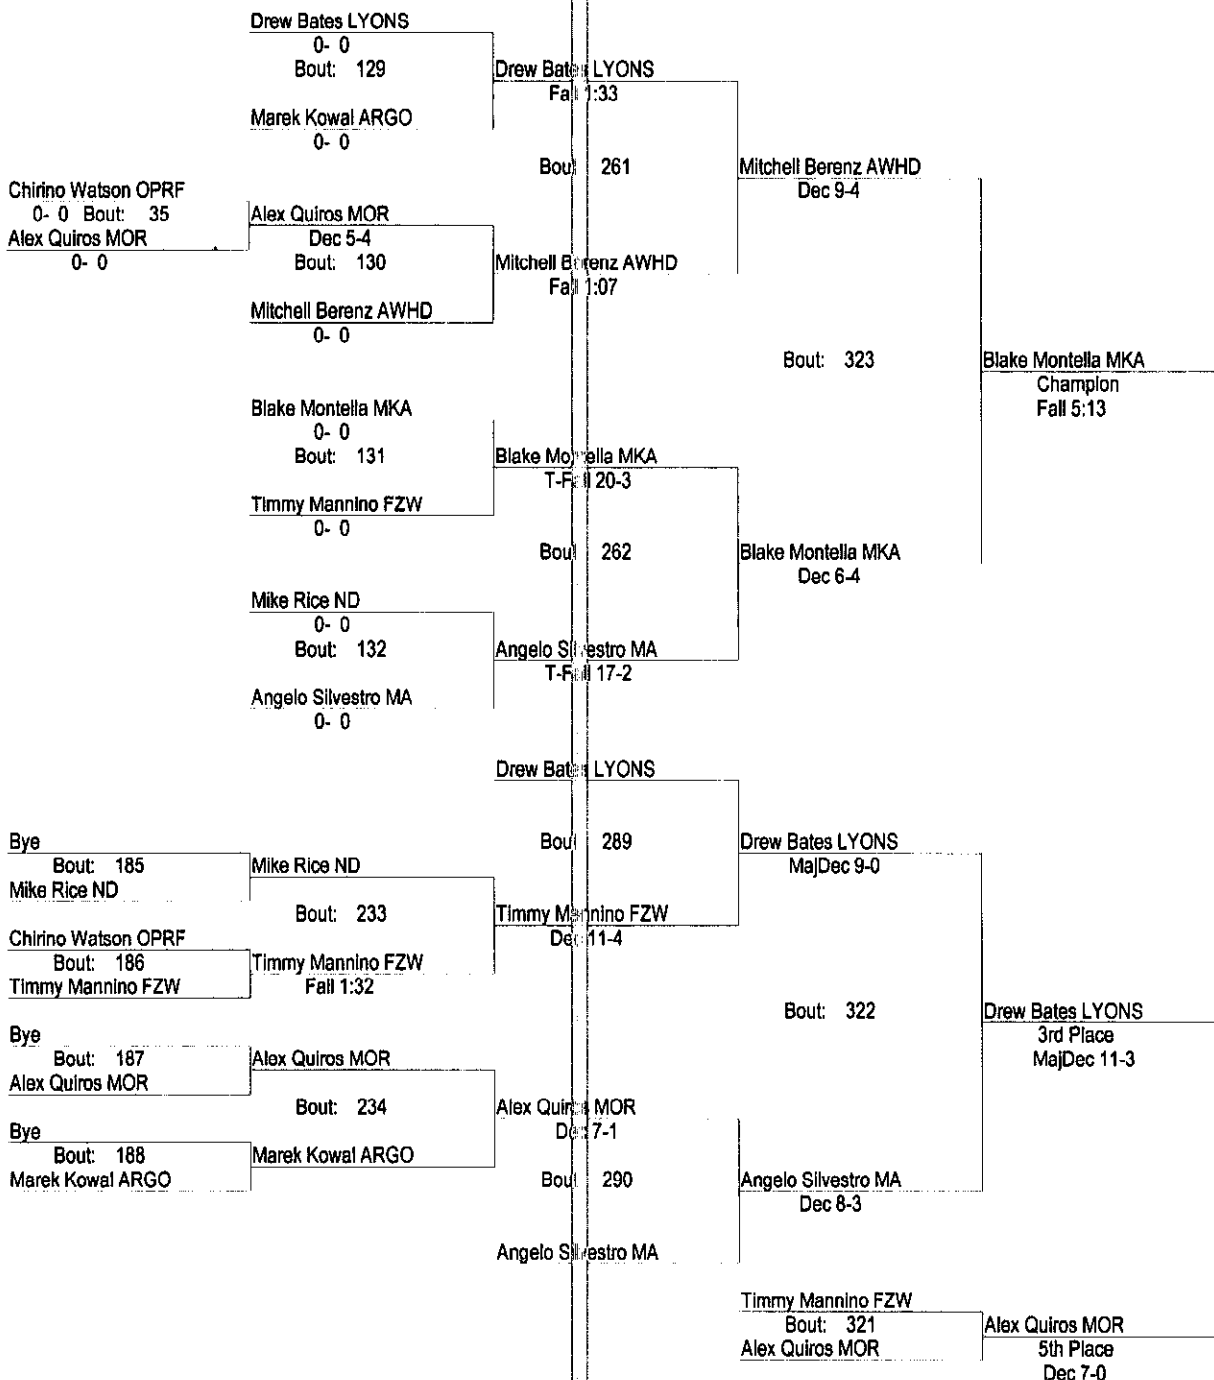 Drew Bates LYONS
0- 0
Bout: 129
Marek Kowal ARGO
0- 0
Drew Bates LYONS
Fall 1:33
Chirino Watson OPRF
0- 0 Bout: 35
Alex Quiros MOR
0- 0
Alex Quiros MOR
Dec 5-4
Bout: 130
Mitchell Berenz AWHD
0- 0
Mitchell Berenz AWHD
Fall 1:07
Bout 261
Mitchell Berenz AWHD
Dec 9-4
Blake Montella MKA
0- 0
Bout: 131
Timmy Mannino FZW
0- 0
Blake Montella MKA
T-Fall 20-3
Mike Rice ND
0- 0
Bout: 132
Angelo Silvestro MA
0- 0
Angelo Silvestro MA
T-Fall 17-2
Bout 262
Blake Montella MKA
Dec 6-4
Bout: 323
Blake Montella MKA
Champion
Fall 5:13
Drew Bates LYONS
Bye
Bout: 185
Mike Rice ND
Mike Rice ND
Bout: 233
Chirino Watson OPRF
Bout: 186
Timmy Mannino FZW
Timmy Mannino FZW
Fall 1:32
Timmy Mannino FZW
Dec 11-4
Bout 289
Drew Bates LYONS
MajDec 9-0
Bye
Bout: 187
Alex Quiros MOR
Alex Quiros MOR
Bout: 234
Bye
Bout: 188
Marek Kowal ARGO
Marek Kowal ARGO
Alex Quiros MOR
Dec 7-1
Bout 290
Angelo Silvestro MA
Angelo Silvestro MA
Dec 8-3
Bout: 322
Drew Bates LYONS
3rd Place
MajDec 11-3
Timmy Mannino FZW
Bout: 321
Alex Quiros MOR
Alex Quiros MOR
5th Place
Dec 7-0